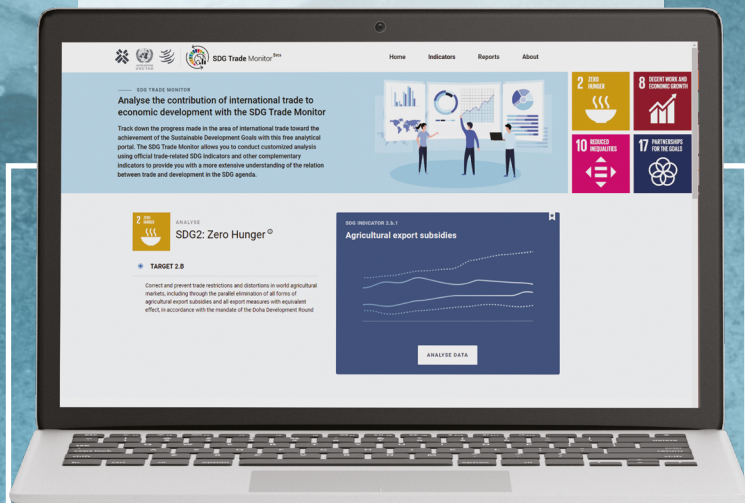 SDG Trade Monitor Beta
Home Indicators Reports About
SDG TRADE MONITOR
Analyse the contribution of international trade to
economic development with the SDG Trade Monitor
Track down the progress made in the area of international trade toward the
achievement of the Sustainable Development Goals with this free analytical
portal. The SDG Trade Monitor allows you to conduct customized analysis
using official trade-related SDG indicators and other complementary
indicators to provide you with a more extensive understanding of the relation
between trade and development in the SDG agenda.
2 ZERO
HUNGER
8 DECENT WORK AND
ECONOMIC GROWTH
10 REDUCED
INEQUALITIES
17 PARTNERSHIPS
FOR THE GOALS
2 ZERO
HUNGER
ANALYSE
SDG2: Zero Hunger
TARGET 2.B
Correct and prevent trade restrictions and distortions in world agricultural
markets, including through the parallel elimination of all forms of
agricultural export subsidies and all export measures with equivalent
effect, in accordance with the mandate of the Doha Development Round
SDG INDICATOR 2.b.1
Agricultural export subsidies
ANALYSE DATA